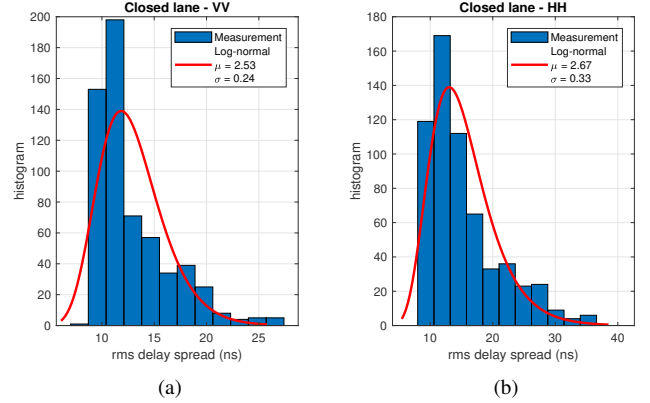 Closed lane - VV
200
180
160
140
120
100
80
60
40
20
0
histogram
10
15
20
25
rms delay spread (ns)
Measurement
Log-normal
μ = 2.53
σ = 0.24
(a)
Closed lane - HH
180
160
140
120
100
80
60
40
20
0
histogram
10
20
30
40
rms delay spread (ns)
Measurement
Log-normal
μ = 2.67
σ = 0.33
(b)